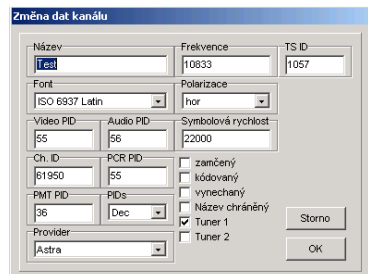 Změna dat kanálu
Název Frekvence TS ID
Test 10833 1057
Font Polarizace
ISO 6937 Latin hor
Video PID Audio PID Symbolová rychlost
55 56 22000
Ch. ID PCR PID zamčený
61950 55 kódovaný
PMT PID PIDs vynechaný
36 Dec Název chráněný
Tuner 1 Storno
Provider Tuner 2
Astra OK